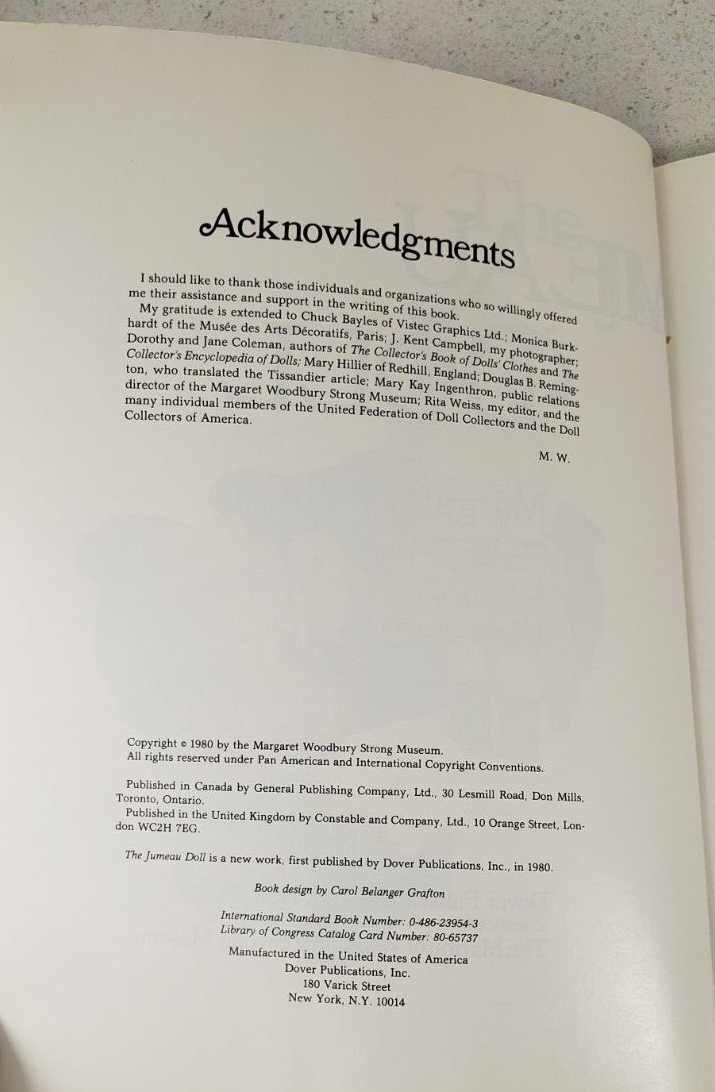 Acknowledgments
I should like to thank those individuals and organizations who so willingly offered
me their assistance and support in the writing of this book.
My gratitude is extended to Chuck Bayles of Vistec Graphics Ltd.; Monica Burk-
hardt of the Musée des Arts Décoratifs, Paris; J. Kent Campbell, my photographer;
Dorothy and Jane Coleman, authors of The Collector's Book of Dolls' Clothes and The
Collector's Encyclopedia of Dolls; Mary Hillier of Redhill, England; Douglas B. Reming-
ton, who translated the Tissandier article; Mary Kay Ingenthron, public relations
director of the Margaret Woodbury Strong Museum; Rita Weiss, my editor, and the
many individual members of the United Federation of Doll Collectors and the Doll
Collectors of America.
M. W.
Copyright © 1980 by the Margaret Woodbury Strong Museum.
All rights reserved under Pan American and International Copyright Conventions.
Published in Canada by General Publishing Company, Ltd., 30 Lesmill Road, Don Mills,
Toronto, Ontario.
Published in the United Kingdom by Constable and Company, Ltd., 10 Orange Street, Lon-
don WC2H 7EG.
The Jumeau Doll is a new work, first published by Dover Publications, Inc., in 1980.
Book design by Carol Belanger Grafton
International Standard Book Number: 0-486-23954-3
Library of Congress Catalog Card Number: 80-65737
Manufactured in the United States of America
Dover Publications, Inc.
180 Varick Street
New York, N.Y. 10014